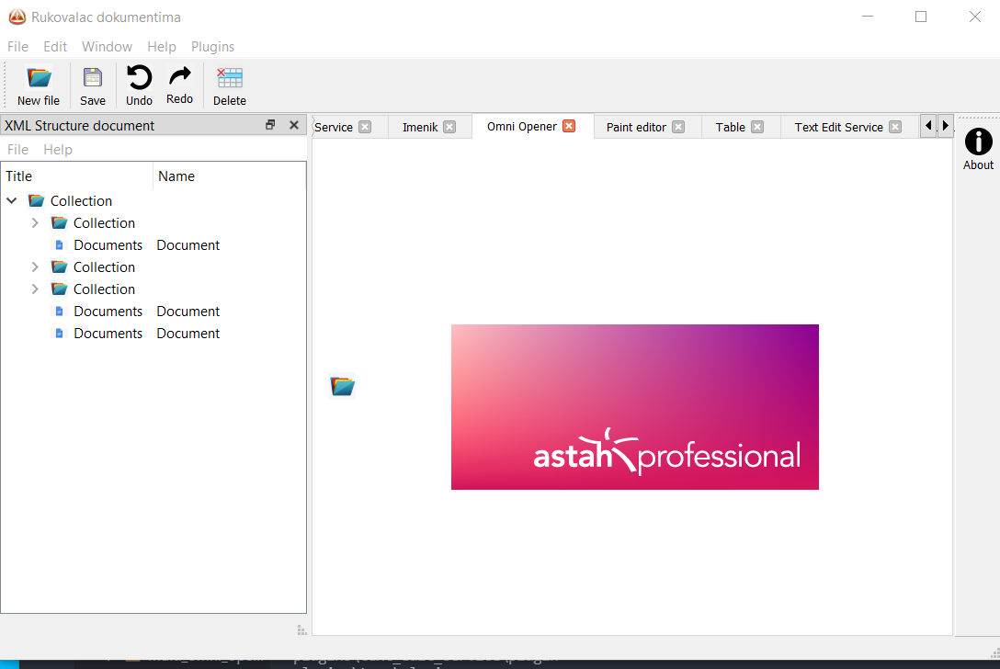 Rukovalac dokumentima
File Edit Window Help Plugins
New file Save Undo Redo Delete
XML Structure document
File Help
Title Name
Collection
Collection
Documents Document
Collection
Collection
Documents Document
Documents Document
Service Imenik Omni Opener Paint editor Table Text Edit Service
About
astah professional